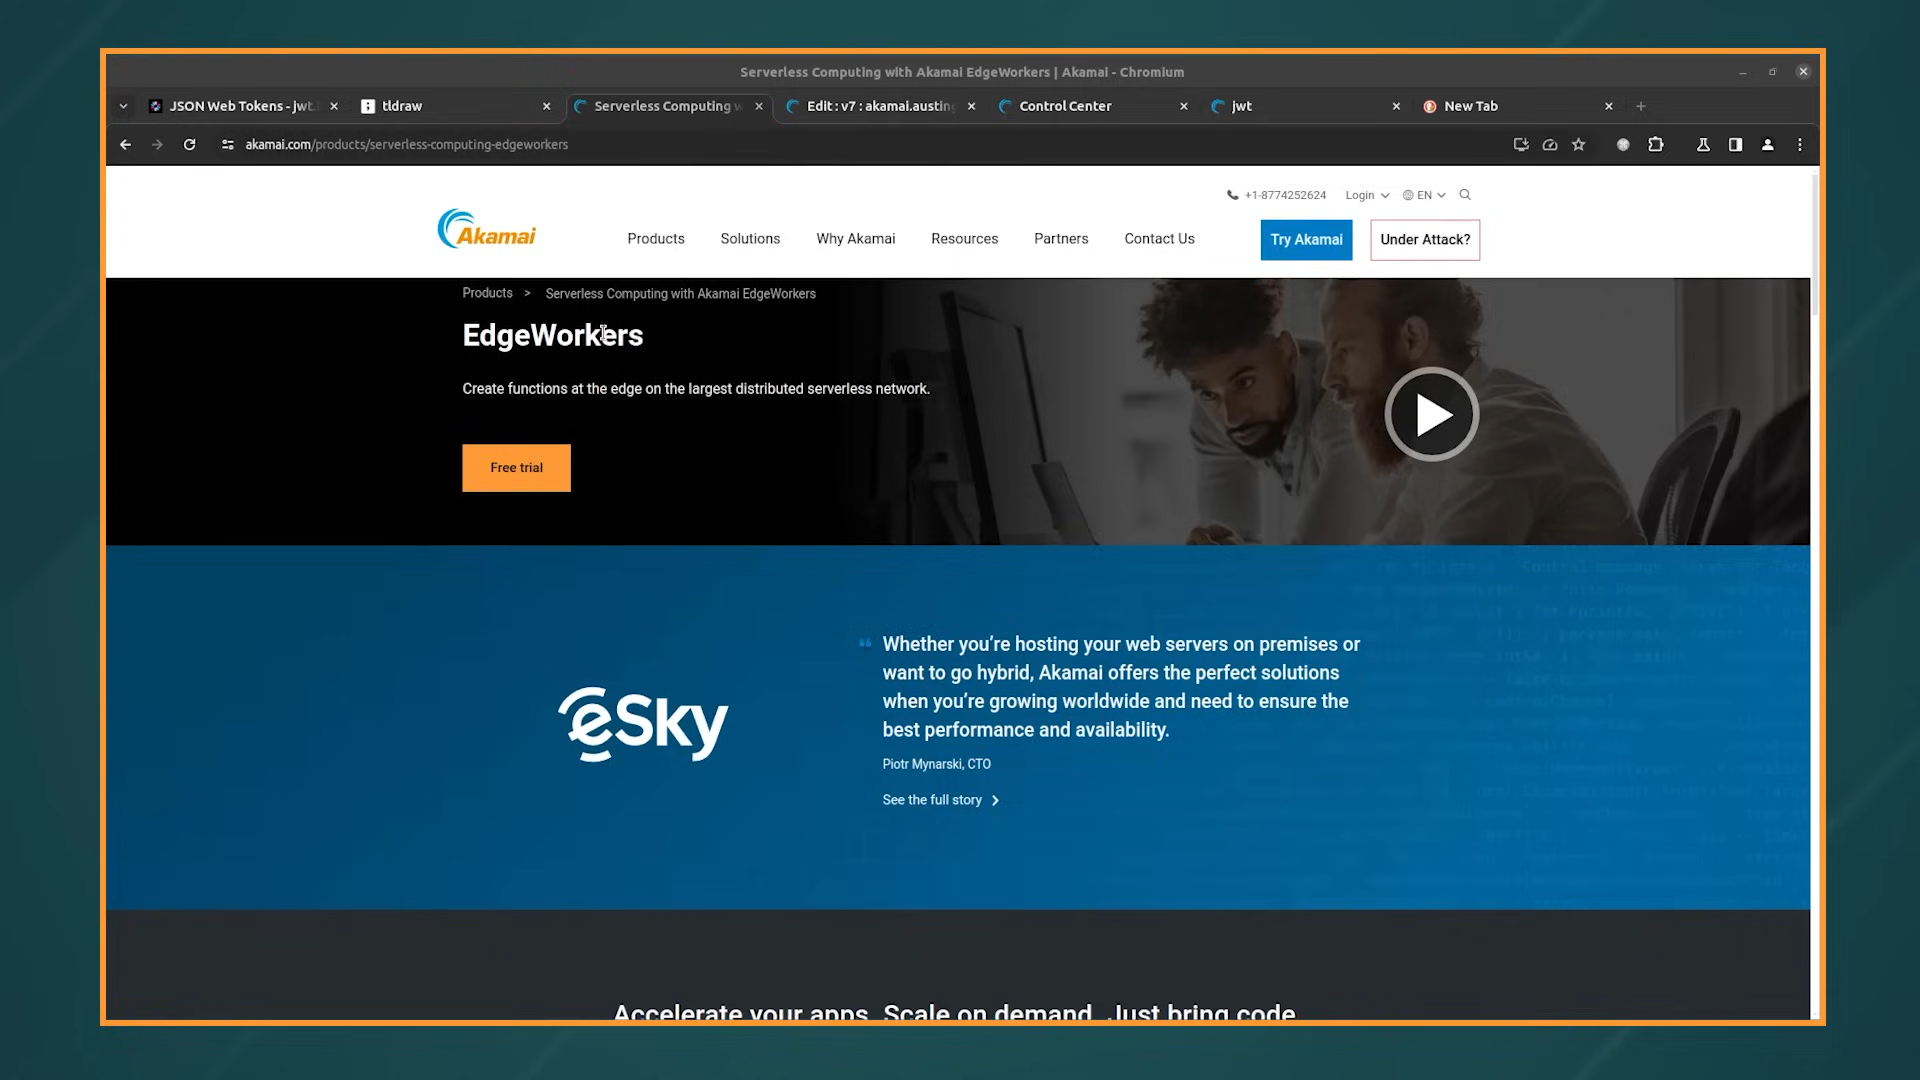 Serverless Computing with Akamai EdgeWorkers | Akamai - Chromium
JSON Web Tokens - jwt.
tldraw
Serverless Computing w
Edit : v7 : akamai.austing
Control Center
jwt
New Tab
akamai.com/products/serverless-computing-edgeworkers
+1-8774252624
Login
EN
Akamai
Products
Solutions
Why Akamai
Resources
Partners
Contact Us
Try Akamai
Under Attack?
Products > Serverless Computing with Akamai EdgeWorkers
EdgeWorkers
Create functions at the edge on the largest distributed serverless network.
Free trial
eSky
“ Whether you’re hosting your web servers on premises or
want to go hybrid, Akamai offers the perfect solutions
when you’re growing worldwide and need to ensure the
best performance and availability.
Piotr Mynarski, CTO
See the full story
Accelerate your apps. Scale on demand. Just bring code.